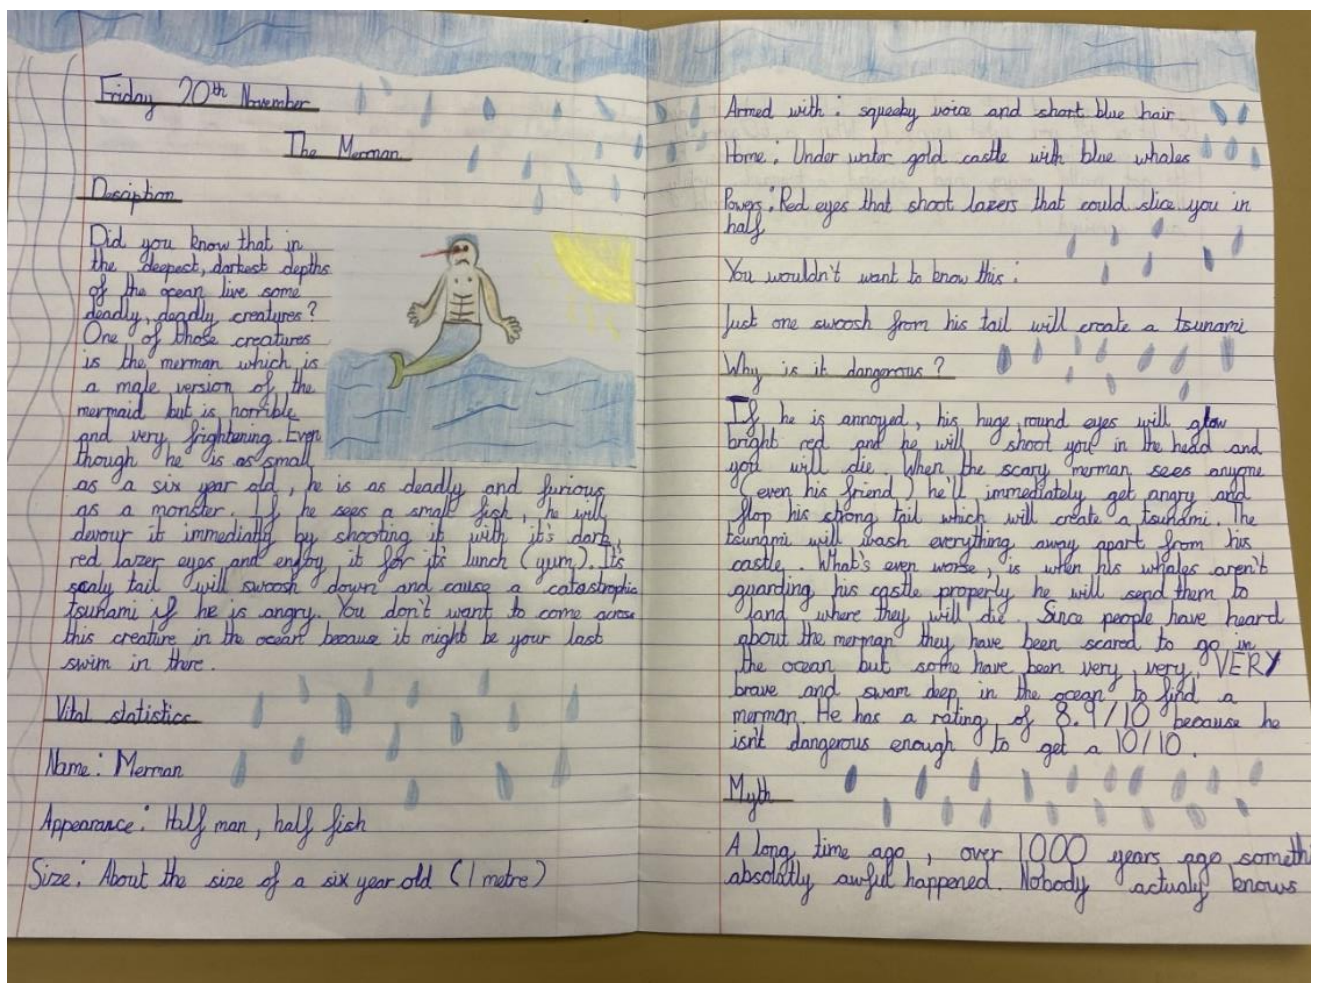 Friday 20th November
The Merman
Desciption
Did you know that in
the deepest, darkest depths
of the ocean live some
deadly, deadly creatures?
One of those creatures
is the merman which is
a male version of the
mermaid but is horrible
and very frightening. Even
though he is as small
as a six year old, he is as deadly and furious
as a monster. If he sees a small fish, he will
devour it immediatly by shooting it with it's dark,
red lazer eyes and enjoy it for it's lunch (yum). It's
scaly tail will swoosh down and cause a catastrophic
tsunami if he is angry. You don't want to come across
this creature in the ocean because it might be your last
swim in there.
Vital statistics
Name: Merman
Appearance: Half man, half fish
Size: About the size of a six year old (1 metre)
Armed with: squeeky voice and short blue hair
Home: Under water gold castle with blue whales
Powers: Red eyes that shoot lazers that could slice you in
half
You wouldn't want to know this:
Just one swoosh from his tail will create a tsunami
Why is it dangerous?
If he is annoyed, his huge, round eyes will glow
bright red and he will shoot you in the head and
you will die. When the scary merman sees anyone
(even his friend) he'll immediately get angry and
flop his strong tail which will create a tsunami. The
tsunami will wash everything away apart from his
castle. What's even worse, is when his whales aren't
guarding his castle properly he will send them to
land where they will die. Since people have heard
about the merman they have been scared to go in
the ocean but some have been very, very, VERY
brave and swam deep in the ocean to find a
merman. He has a rating of 8.9/10 because he
isn't dangerous enough to get a 10/10.
Myth
A long time ago, over 1000 years ago someth
absolatly awful happened. Nobody actualy knows